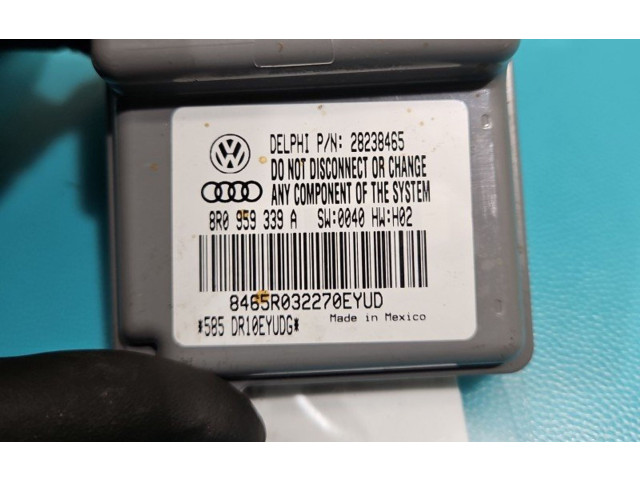 DELPHI P/N: 28238465
DO NOT DISCONNECT OR CHANGE
ANY COMPONENT OF THE SYSTEM
8R0 959 339 A SW:0040 HW:H02
8465R032270EYUD
*585 DR10EYUDG*
Made in Mexico